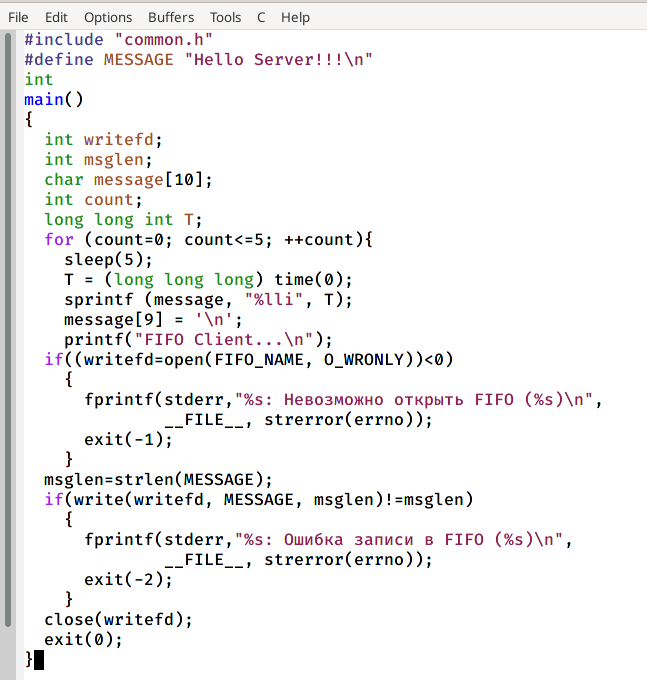 File Edit Options Buffers Tools C Help
#include "common.h"
#define MESSAGE "Hello Server!!!\n"
int
main()
{
  int writefd;
  int msglen;
  char message[10];
  int count;
  long long int T;
  for (count=0; count<=5; ++count){
    sleep(5);
    T = (long long long) time(0);
    sprintf (message, "%lli", T);
    message[9] = '\n';
    printf("FIFO Client...\n");
  if((writefd=open(FIFO_NAME, O_WRONLY))<0)
    {
      fprintf(stderr,"%s: Невозможно открыть FIFO (%s)\n",
              __FILE__, strerror(errno));
      exit(-1);
    }
  msglen=strlen(MESSAGE);
  if(write(writefd, MESSAGE, msglen)!=msglen)
    {
      fprintf(stderr,"%s: Ошибка записи в FIFO (%s)\n",
              __FILE__, strerror(errno));
      exit(-2);
    }
  close(writefd);
  exit(0);
}